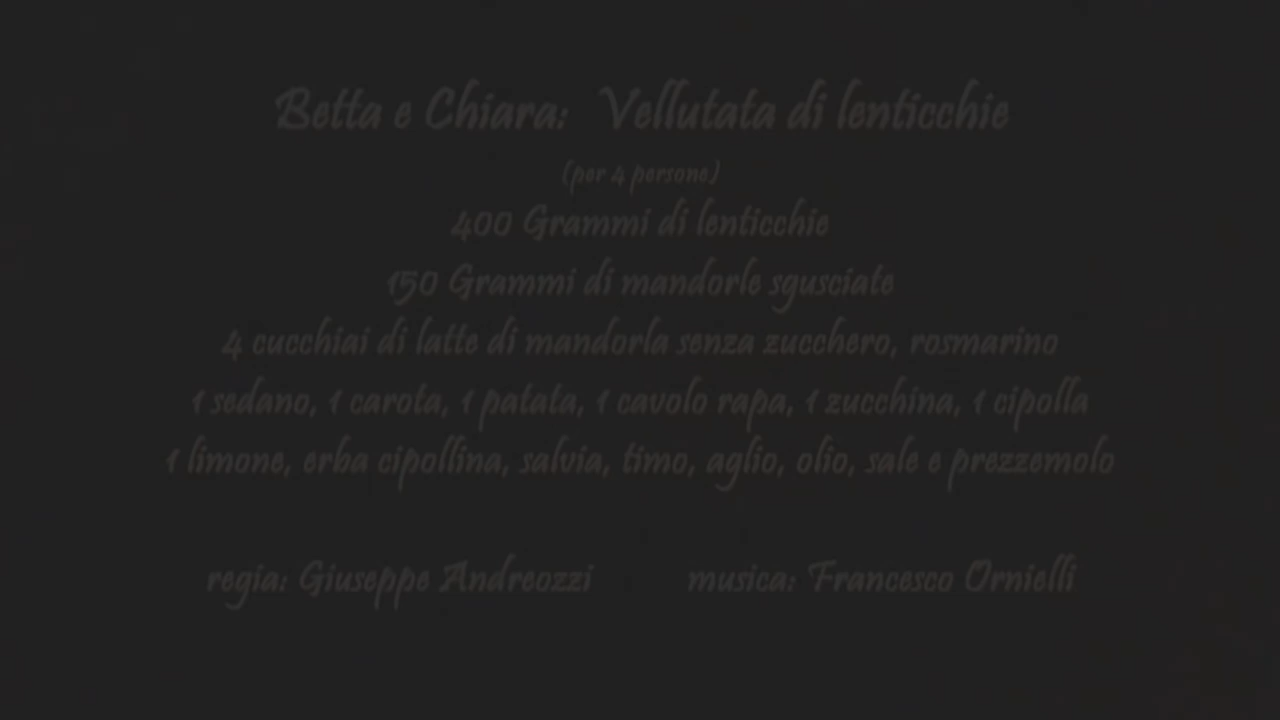 Betta e Chiara: Vellutata di lenticchie
(per 4 persone)
400 Grammi di lenticchie
150 Grammi di mandorle sgusciate
4 cucchiai di latte di mandorla senza zucchero, rosmarino
1 sedano, 1 carota, 1 patata, 1 cavolo rapa, 1 zucchina, 1 cipolla
1 limone, erba cipollina, salvia, timo, aglio, olio, sale e prezzemolo
regia: Giuseppe Andreozzi musica: Francesco Ornielli